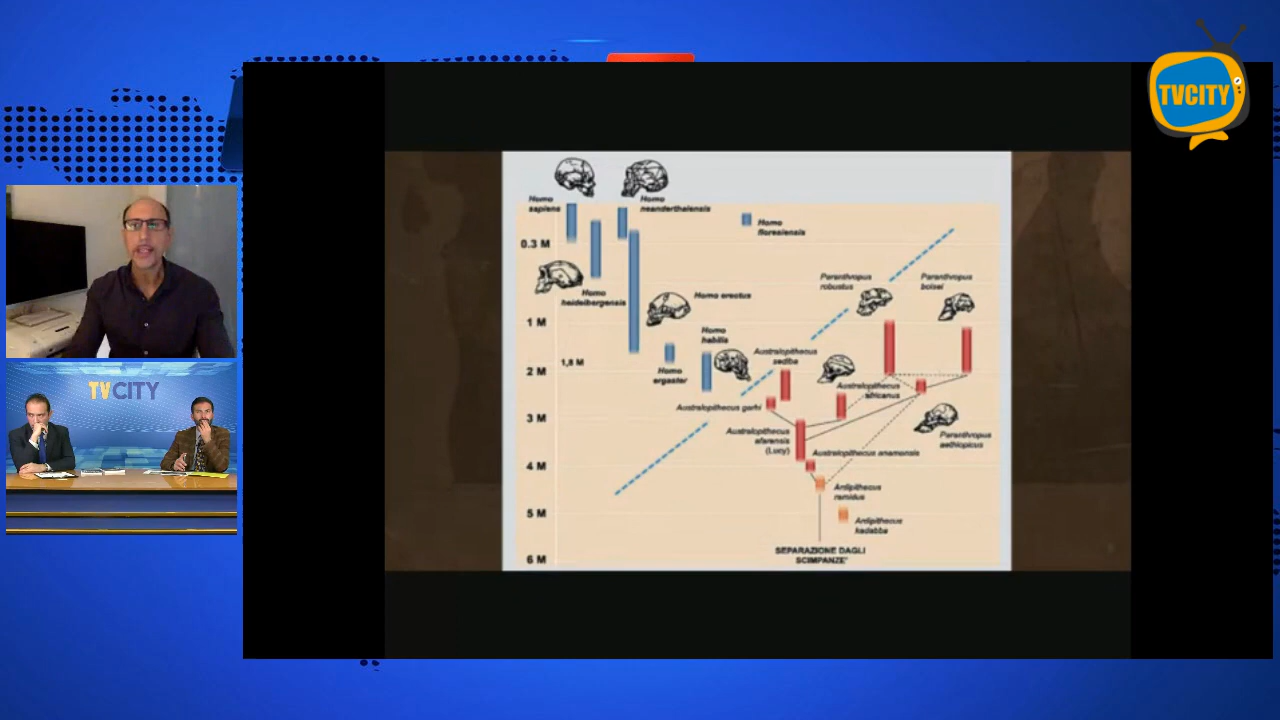 TVCITY
Homo
sapiens
Homo
neanderthalensis
Homo
floresiensis
0.3 M
Homo
heidelbergensis
Homo erectus
Paranthropus
robustus
Paranthropus
boisei
1 M
Homo
habilis
1,8 M
Homo
ergaster
Australopithecus
sediba
2 M
Australopithecus
africanus
Australopithecus garhi
3 M
Australopithecus
afarensis
(Lucy)
Paranthropus
aethiopicus
Australopithecus anamensis
4 M
Ardipithecus
ramidus
5 M
Ardipithecus
kadabba
SEPARAZIONE DAGLI
SCIMPANZE'
6 M
TVCITY